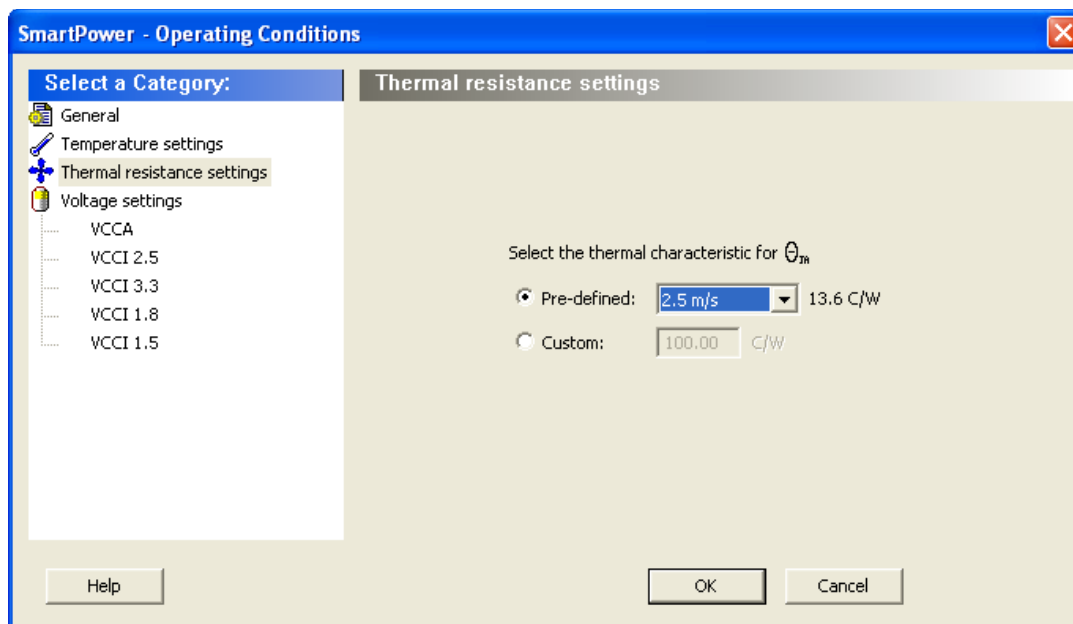 SmartPower - Operating Conditions
Select a Category:
General
Temperature settings
Thermal resistance settings
Voltage settings
VCCA
VCCI 2.5
VCCI 3.3
VCCI 1.8
VCCI 1.5
Thermal resistance settings
Select the thermal characteristic for ΘJA
Pre-defined: 2.5 m/s 13.6 C/W
Custom: 100.00 C/W
Help OK Cancel